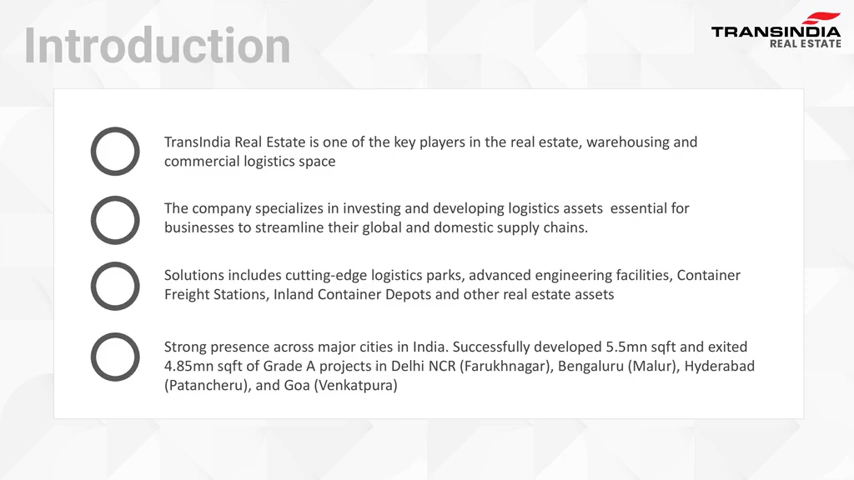 Introduction
TRANSINDIA
REAL ESTATE
TransIndia Real Estate is one of the key players in the real estate, warehousing and
commercial logistics space
The company specializes in investing and developing logistics assets  essential for
businesses to streamline their global and domestic supply chains.
Solutions includes cutting-edge logistics parks, advanced engineering facilities, Container
Freight Stations, Inland Container Depots and other real estate assets
Strong presence across major cities in India. Successfully developed 5.5mn sqft and exited
4.85mn sqft of Grade A projects in Delhi NCR (Farukhnagar), Bengaluru (Malur), Hyderabad
(Patancheru), and Goa (Venkatpura)